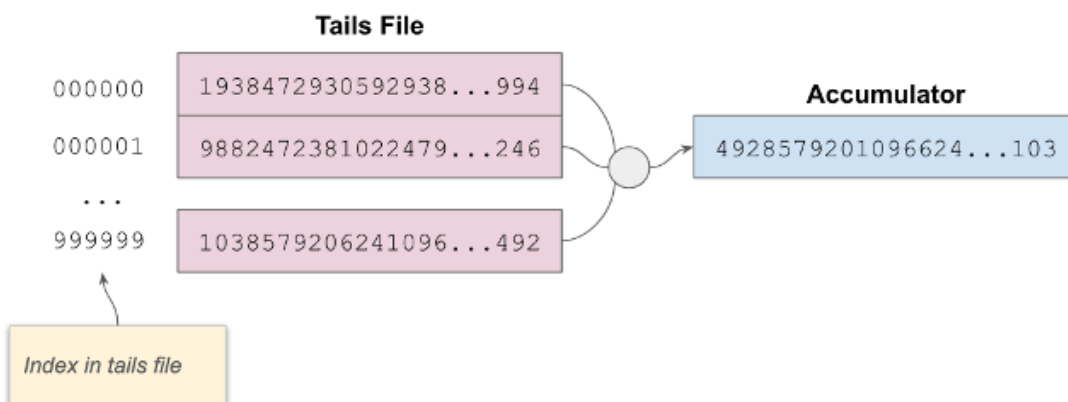 Tails File
000000 1938472930592938...994
Accumulator
000001 9882472381022479...246
4928579201096624...103
...
999999 1038579206241096...492
Index in tails file